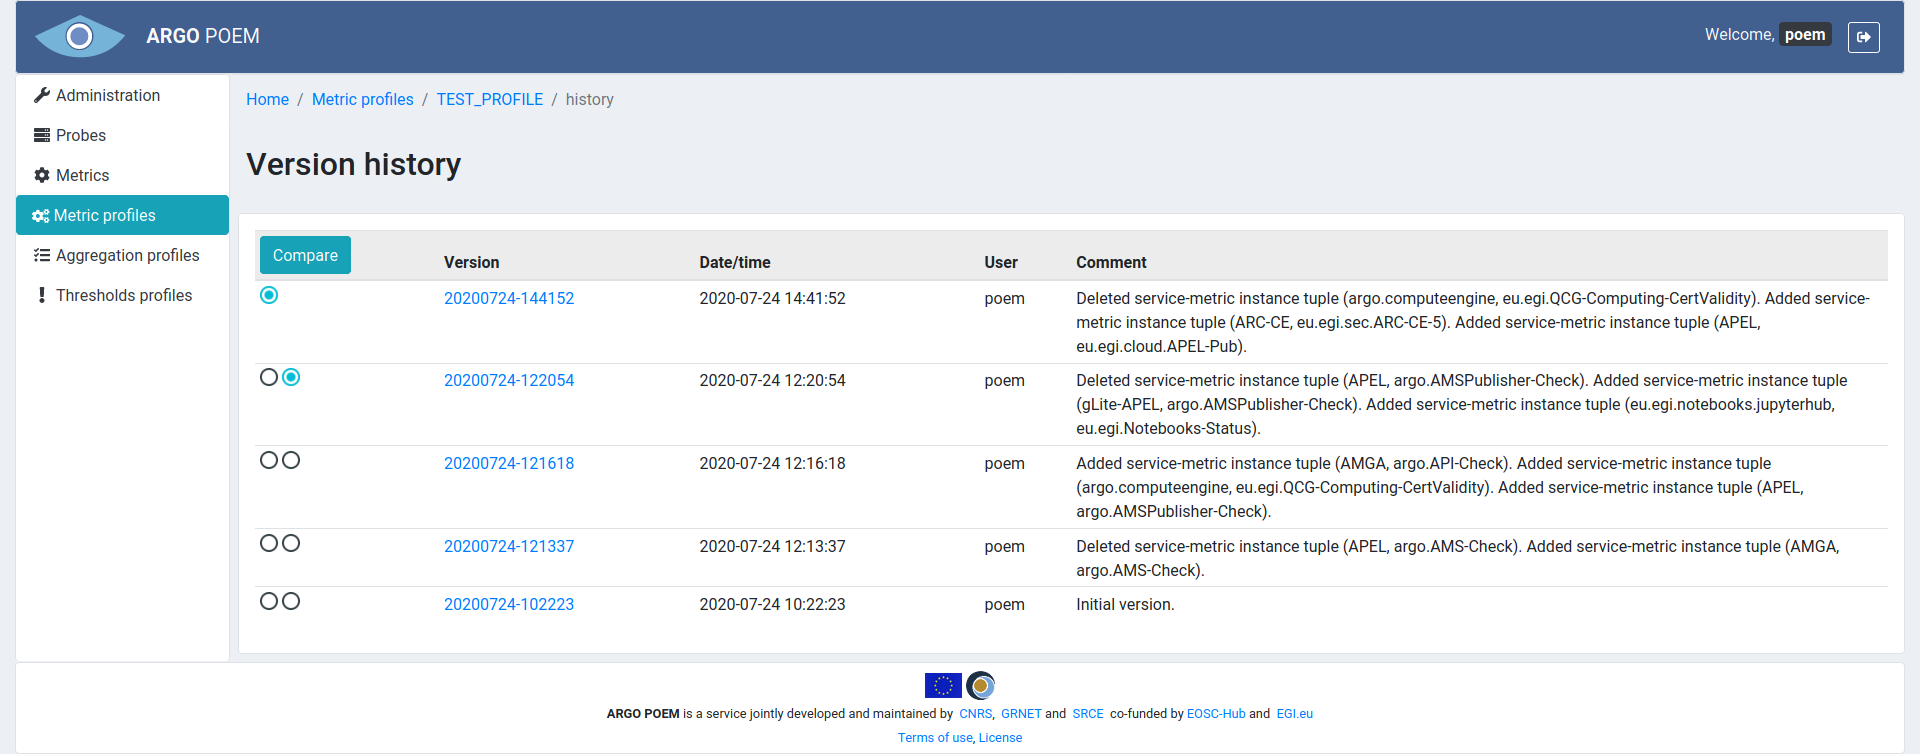 ARGO POEM
Welcome, poem
Administration
Probes
Metrics
Metric profiles
Aggregation profiles
Thresholds profiles
Home / Metric profiles / TEST_PROFILE / history
Version history
Compare Version Date/time User Comment
20200724-144152 2020-07-24 14:41:52 poem Deleted service-metric instance tuple (argo.computeengine, eu.egi.QCG-Computing-CertValidity). Added service-
metric instance tuple (ARC-CE, eu.egi.sec.ARC-CE-5). Added service-metric instance tuple (APEL,
eu.egi.cloud.APEL-Pub).
20200724-122054 2020-07-24 12:20:54 poem Deleted service-metric instance tuple (APEL, argo.AMSPublisher-Check). Added service-metric instance tuple
(gLite-APEL, argo.AMSPublisher-Check). Added service-metric instance tuple (eu.egi.notebooks.jupyterhub,
eu.egi.Notebooks-Status).
20200724-121618 2020-07-24 12:16:18 poem Added service-metric instance tuple (AMGA, argo.API-Check). Added service-metric instance tuple
(argo.computeengine, eu.egi.QCG-Computing-CertValidity). Added service-metric instance tuple (APEL,
argo.AMSPublisher-Check).
20200724-121337 2020-07-24 12:13:37 poem Deleted service-metric instance tuple (APEL, argo.AMS-Check). Added service-metric instance tuple (AMGA,
argo.AMS-Check).
20200724-102223 2020-07-24 10:22:23 poem Initial version.
ARGO POEM is a service jointly developed and maintained by CNRS, GRNET and SRCE co-funded by EOSC-Hub and EGI.eu
Terms of use, License